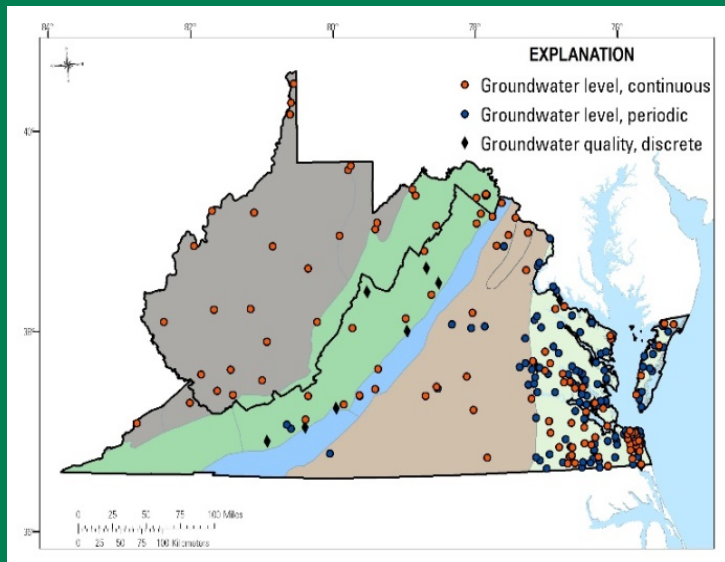 84° 82° 80° 78° 76°
EXPLANATION
Groundwater level, continuous
Groundwater level, periodic
Groundwater quality, discrete
40°
38°
36°
0 25 50 75 100 Miles
0 25 50 75 100 Kilometers